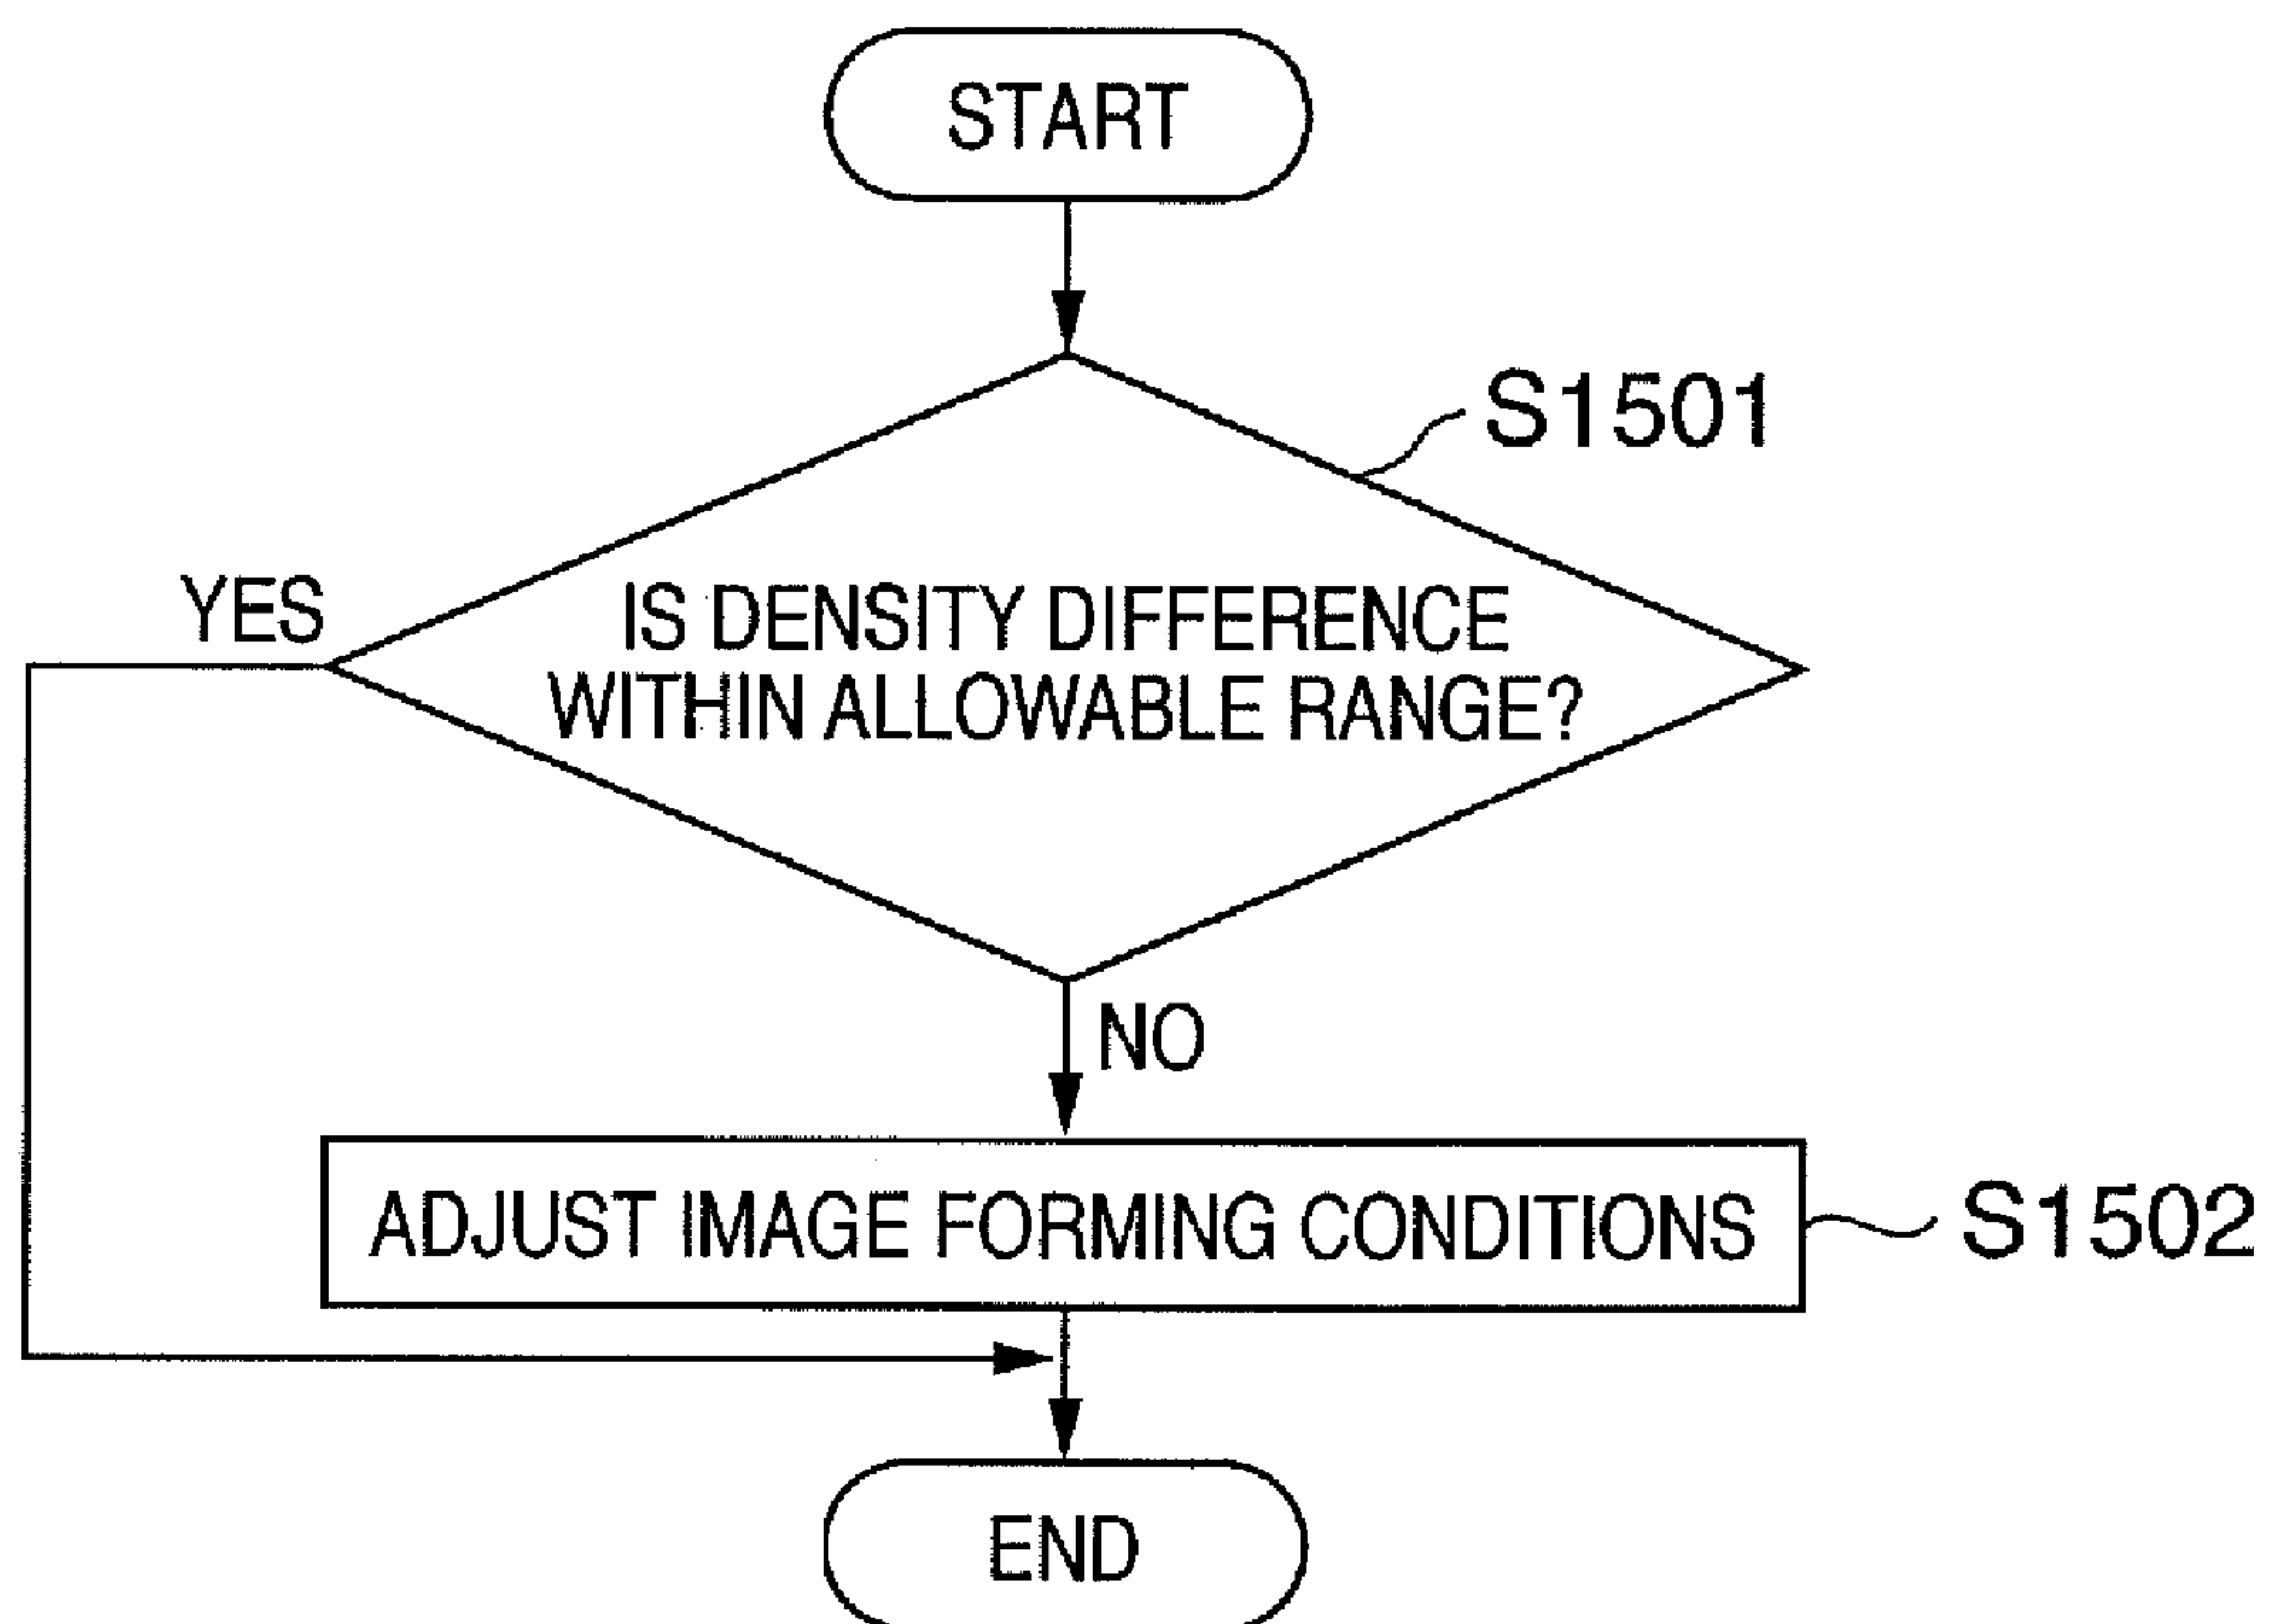 START
S1501
YES
IS DENSITY DIFFERENCE
WITHIN ALLOWABLE RANGE?
NO
ADJUST IMAGE FORMING CONDITIONS
S1502
END